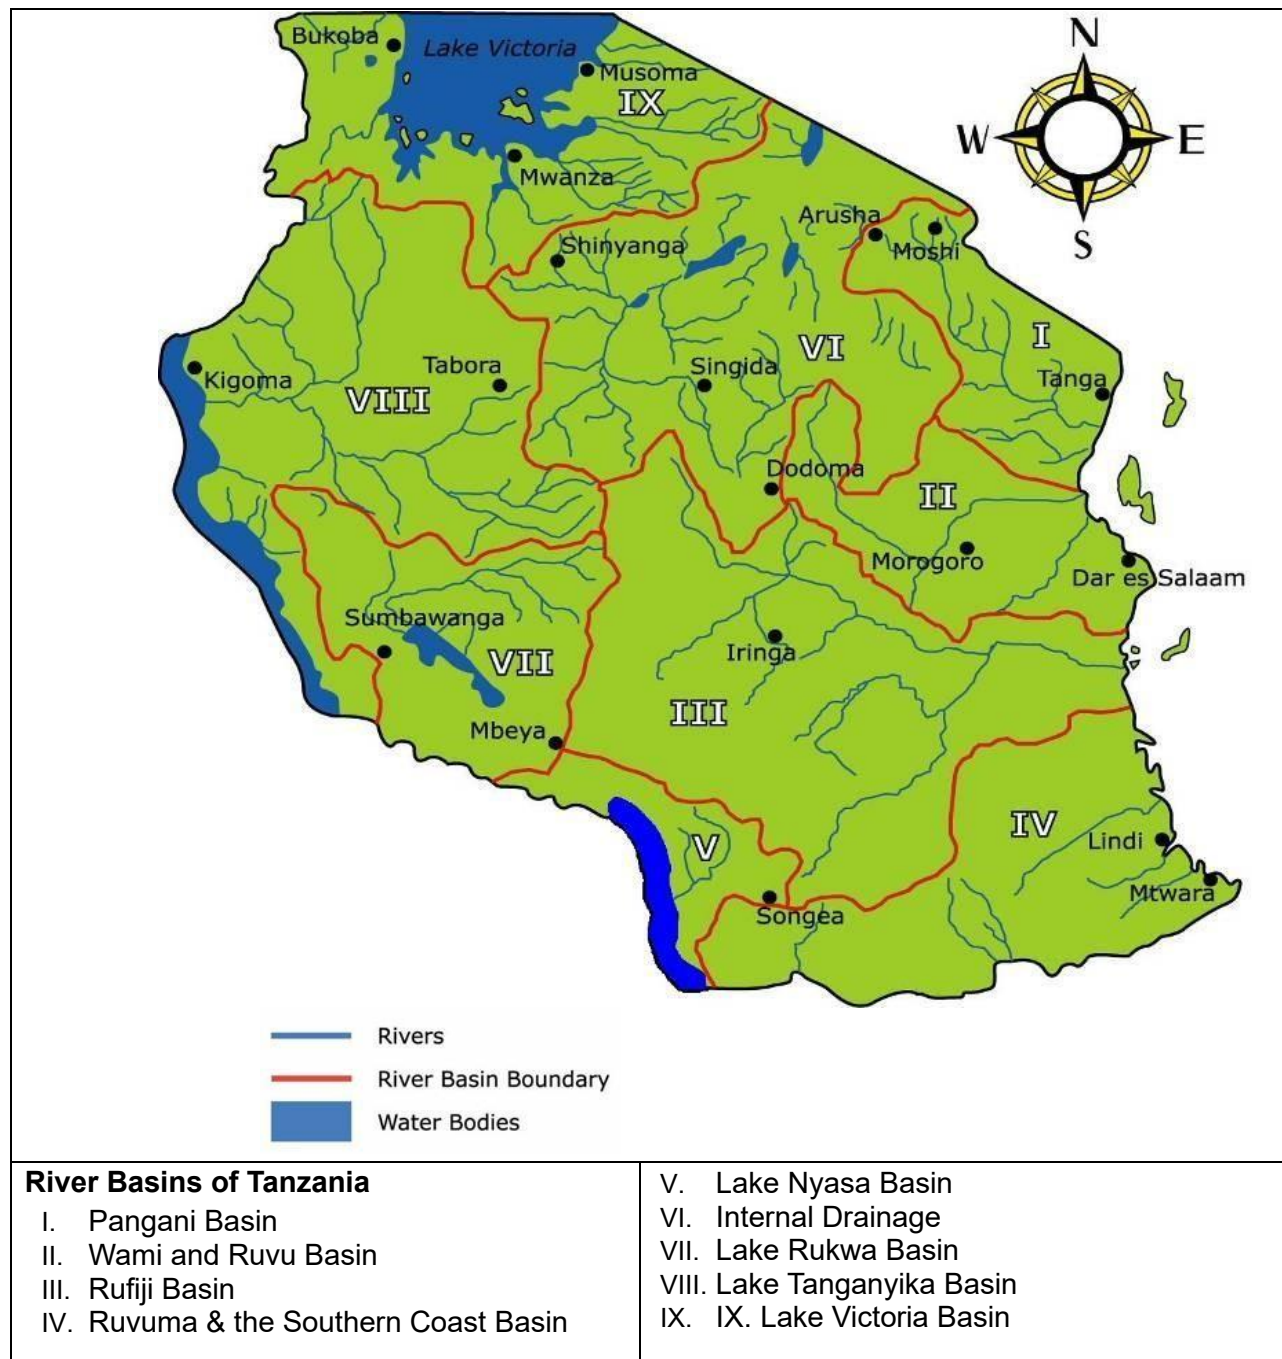 N
W E
S
Bukoba
Lake Victoria
Musoma
IX
Mwanza
Arusha
Moshi
Shinyanga
I
VI
Tabora
Singida
Kigoma
Tanga
VIII
Dodoma
II
Morogoro
Dar es Salaam
Sumbawanga
Iringa
VII
III
Mbeya
IV
V
Lindi
Mtwara
Songea
Rivers
River Basin Boundary
Water Bodies
River Basins of Tanzania
I. Pangani Basin
II. Wami and Ruvu Basin
III. Rufiji Basin
IV. Ruvuma & the Southern Coast Basin
V. Lake Nyasa Basin
VI. Internal Drainage
VII. Lake Rukwa Basin
VIII. Lake Tanganyika Basin
IX. IX. Lake Victoria Basin